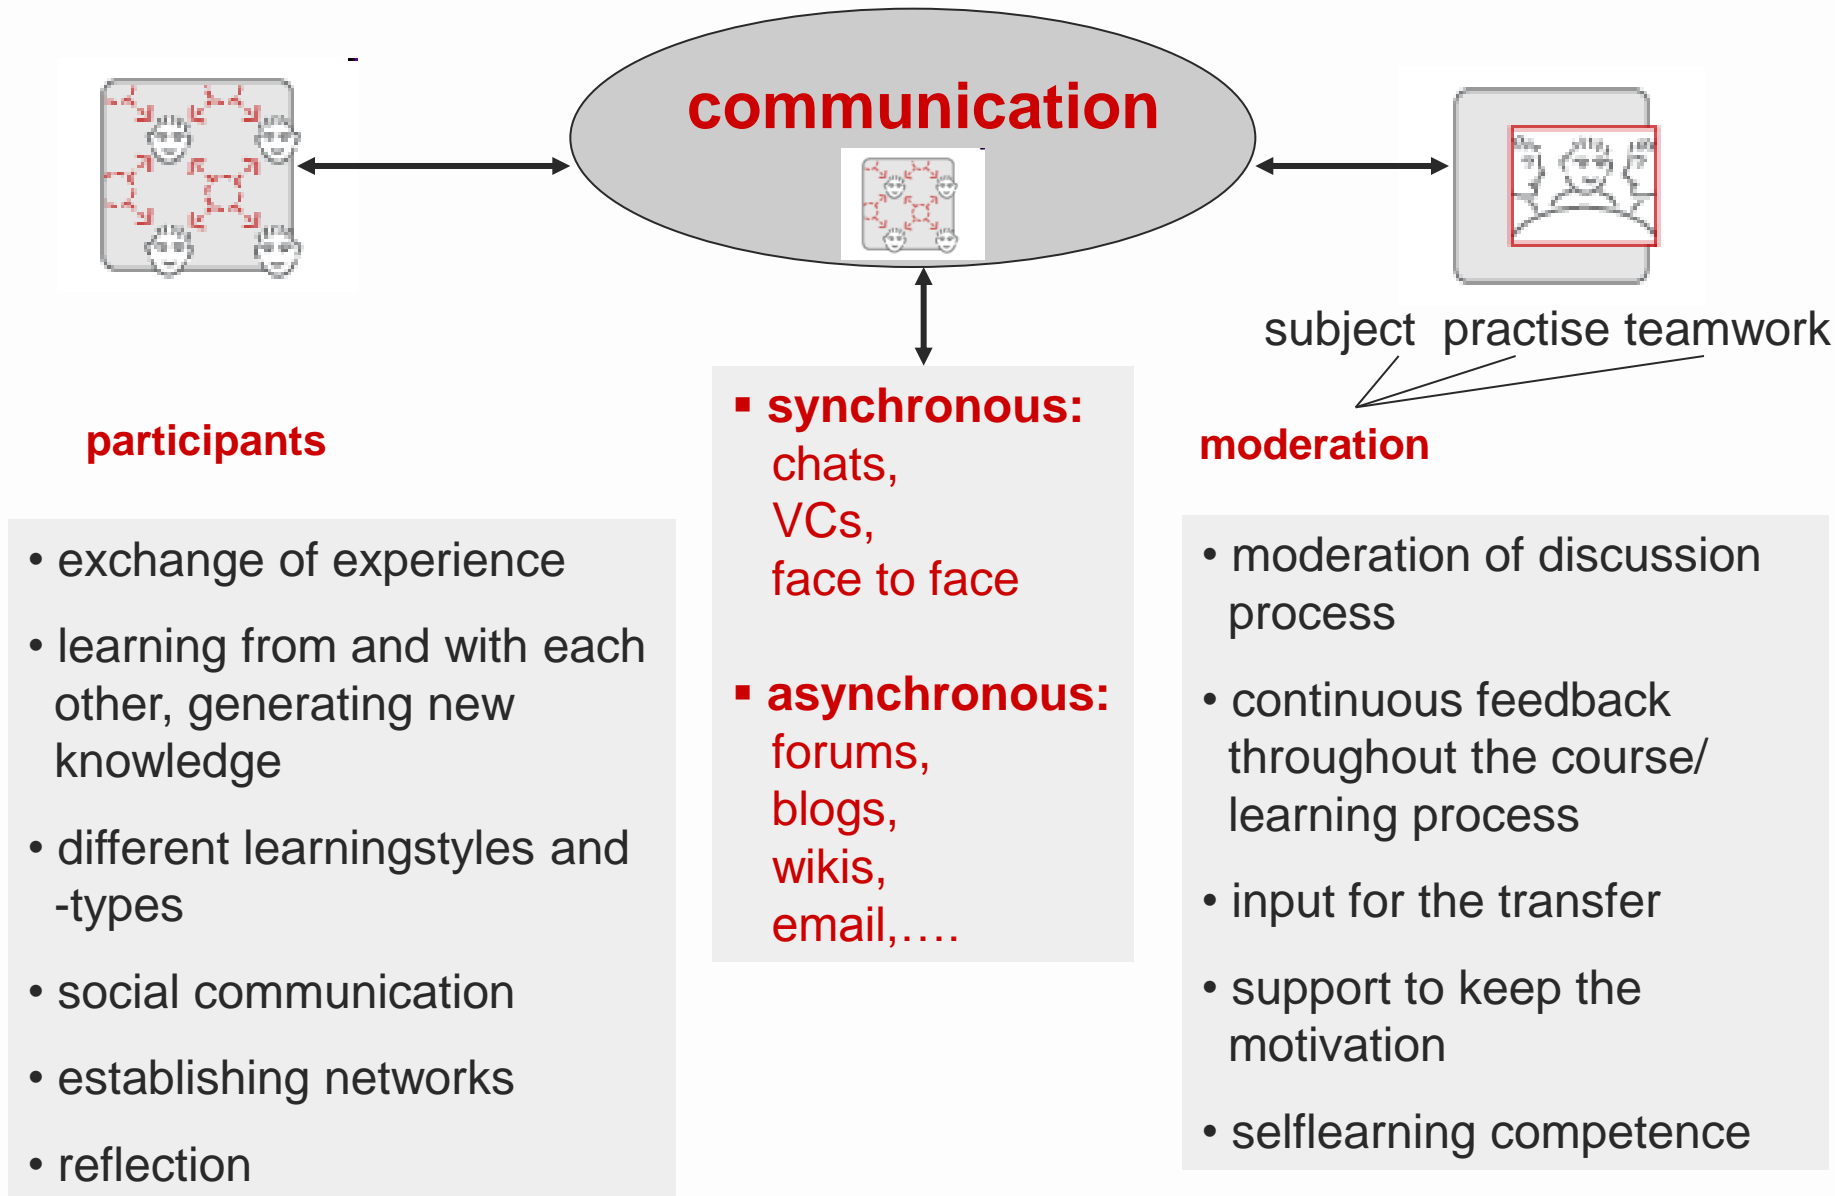 communication
subject practise teamwork
participants
• exchange of experience
• learning from and with each
other, generating new
knowledge
• different learningstyles and
-types
• social communication
• establishing networks
• reflection
▪ synchronous:
chats,
VCs,
face to face
▪ asynchronous:
forums,
blogs,
wikis,
email,….
moderation
• moderation of discussion
process
• continuous feedback
throughout the course/
learning process
• input for the transfer
• support to keep the
motivation
• selflearning competence